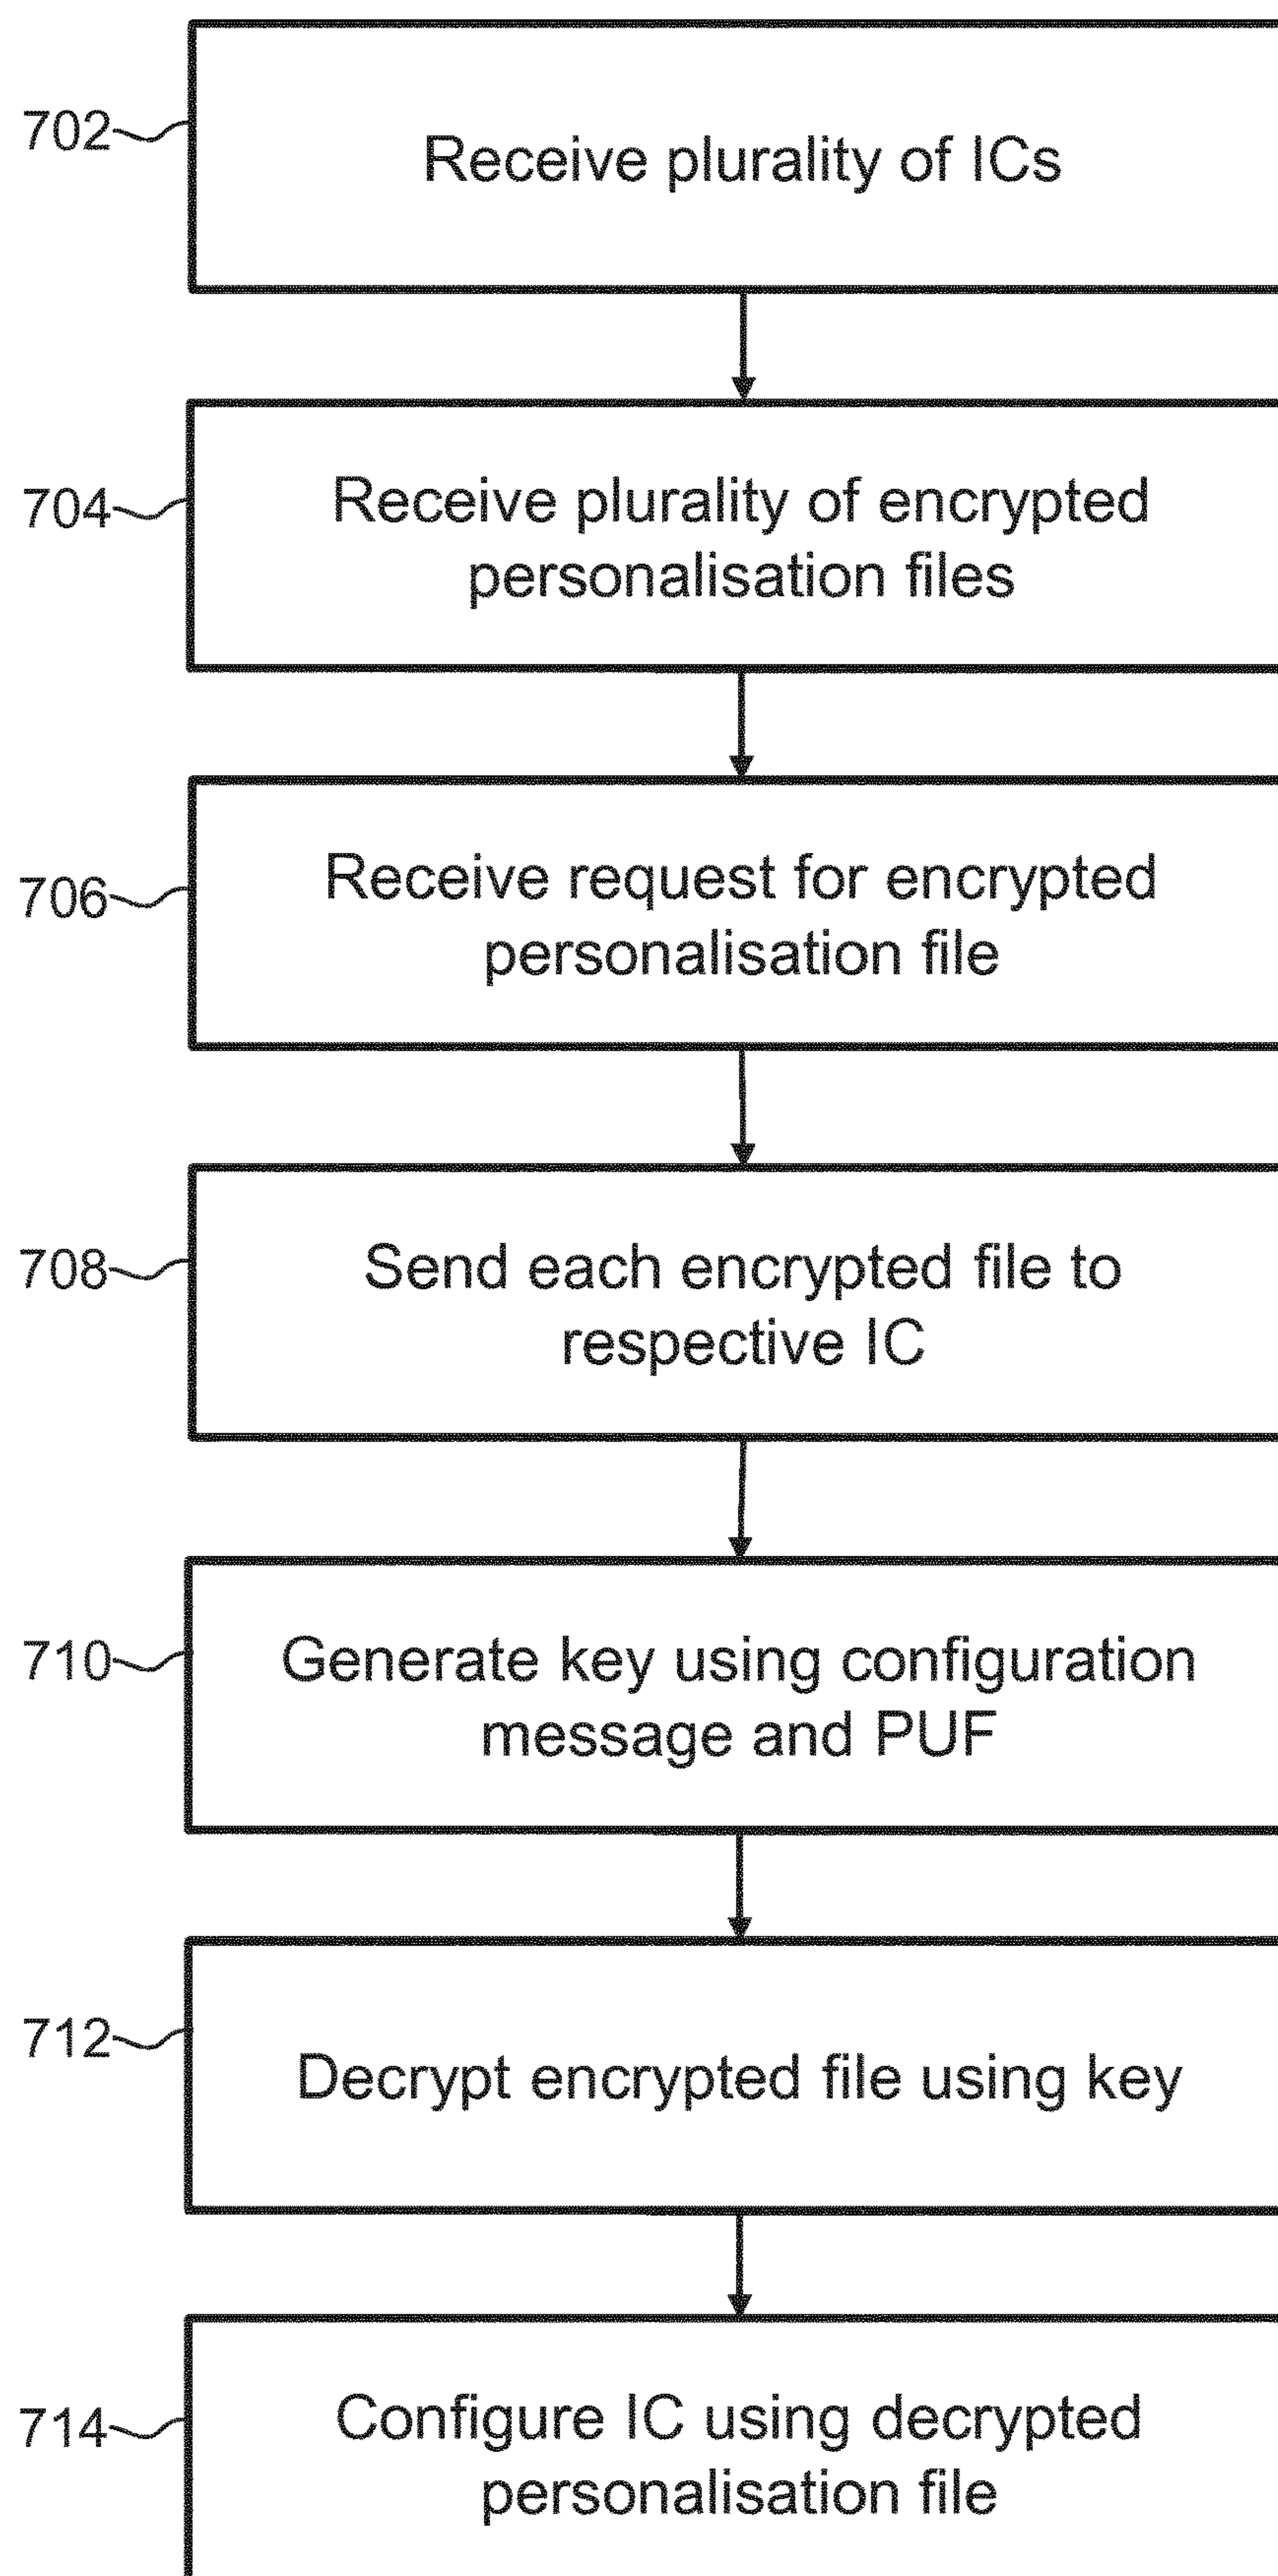 702
Receive plurality of ICs
704
Receive plurality of encrypted
personalisation files
706
Receive request for encrypted
personalisation file
708
Send each encrypted file to
respective IC
710
Generate key using configuration
message and PUF
712
Decrypt encrypted file using key
714
Configure IC using decrypted
personalisation file